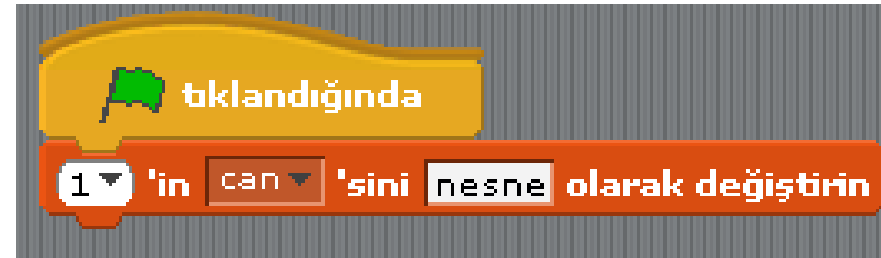 tıklandığında
1 'in can 'sini nesne olarak değiştirin